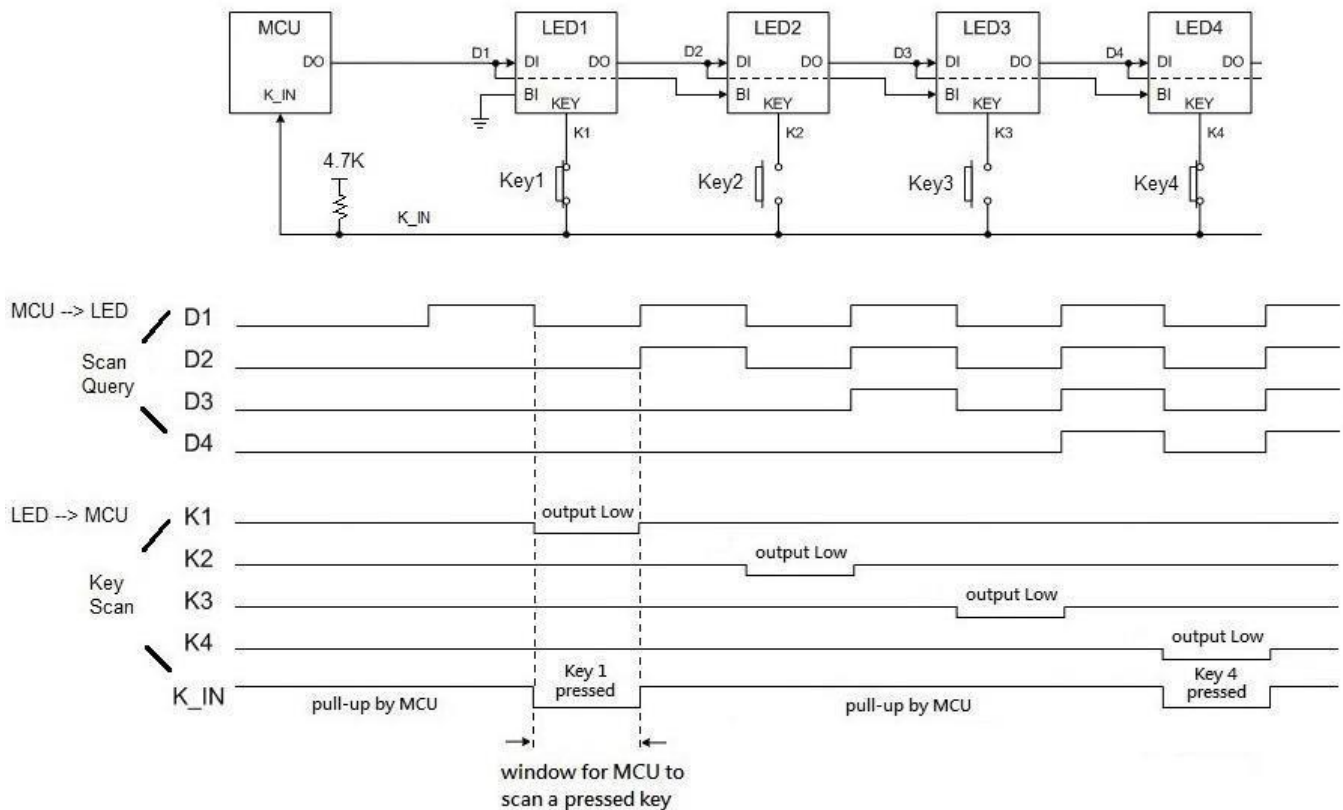 MCU
LED1
LED2
LED3
LED4
DO
D1
DI
DO
D2
DI
DO
D3
DI
DO
D4
DI
DO
K_IN
BI
KEY
BI
KEY
BI
KEY
BI
KEY
K1
K2
K3
K4
4.7K
Key1
Key2
Key3
Key4
K_IN
MCU --> LED
D1
Scan
Query
D2
D3
D4
LED --> MCU
K1
output Low
K2
output Low
Key
Scan
K3
output Low
K4
output Low
K_IN
pull-up by MCU
Key 1
pressed
pull-up by MCU
Key 4
pressed
window for MCU to
scan a pressed key